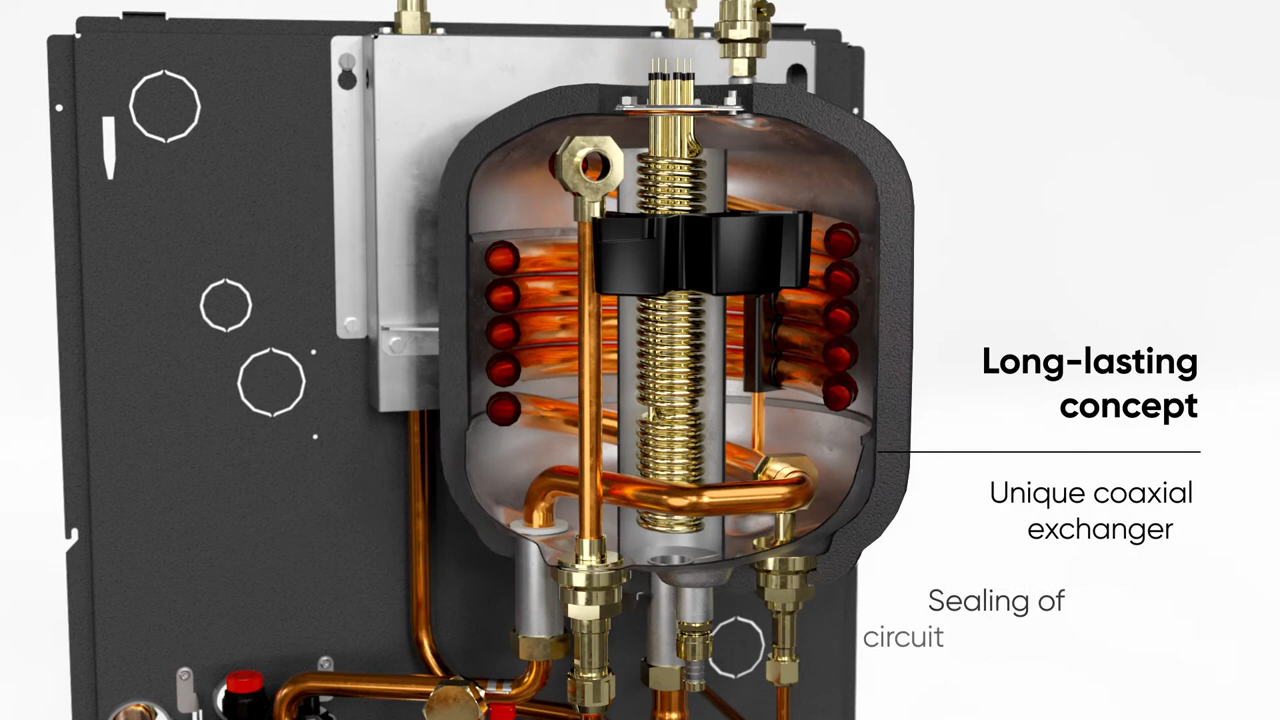 Long-lasting
concept
Unique coaxial
exchanger
Sealing of
circuit